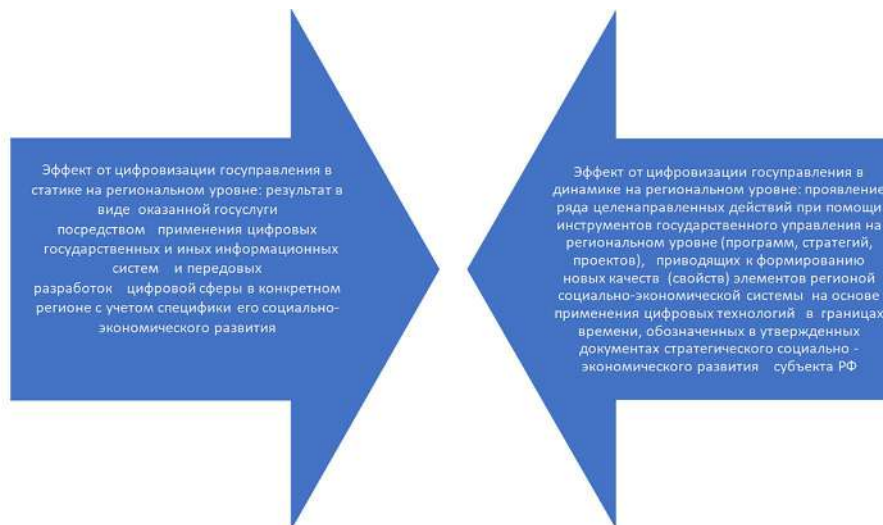 Эффект от цифровизации госуправления в
статике на региональном уровне: результат в
виде оказанной госуслуги
посредством применения цифровых
государственных и иных информационных
систем и передовых
разработок цифровой сферы в конкретном
регионе с учетом специфики его социально-
экономического развития
Эффект от цифровизации госуправления в
динамике на региональном уровне: проявление
ряда целенаправленных действий при помощи
инструментов государственного управления на
региональном уровне (программ, стратегий,
проектов), приводящих к формированию
новых качеств (свойств) элементов регионой
социально-экономической системы на основе
применения цифровых технологий в границах
времени, обозначенных в утвержденных
документах стратегического социально -
экономического развития субъекта РФ